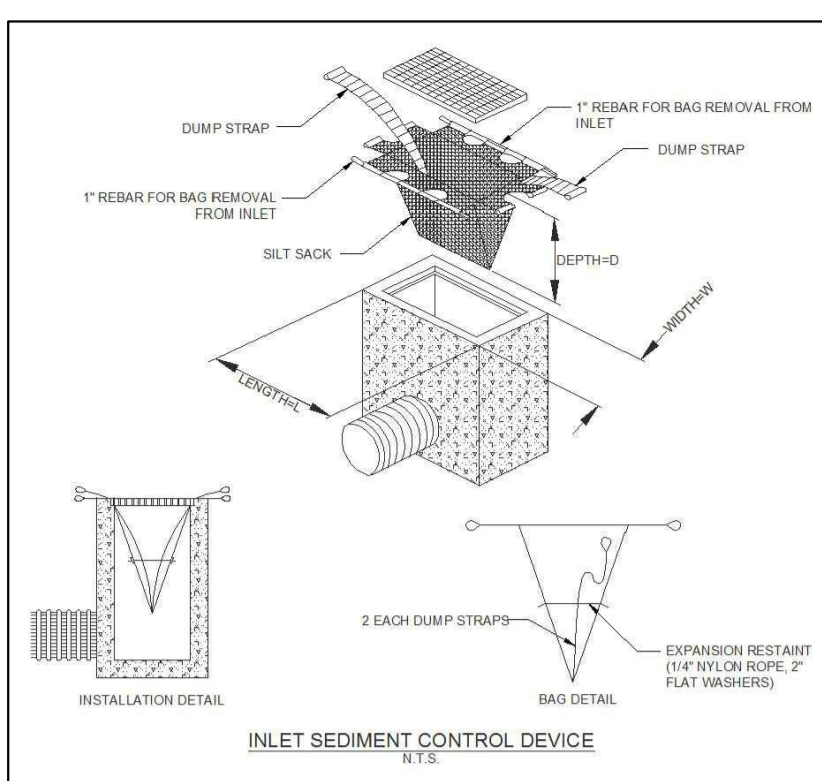 DUMP STRAP
1" REBAR FOR BAG REMOVAL FROM
INLET
DUMP STRAP
1" REBAR FOR BAG REMOVAL
FROM INLET
SILT SACK
DEPTH=D
WIDTH=W
LENGTH=L
2 EACH DUMP STRAPS
EXPANSION RESTAINT
(1/4" NYLON ROPE, 2"
FLAT WASHERS)
INSTALLATION DETAIL
BAG DETAIL
INLET SEDIMENT CONTROL DEVICE
N.T.S.